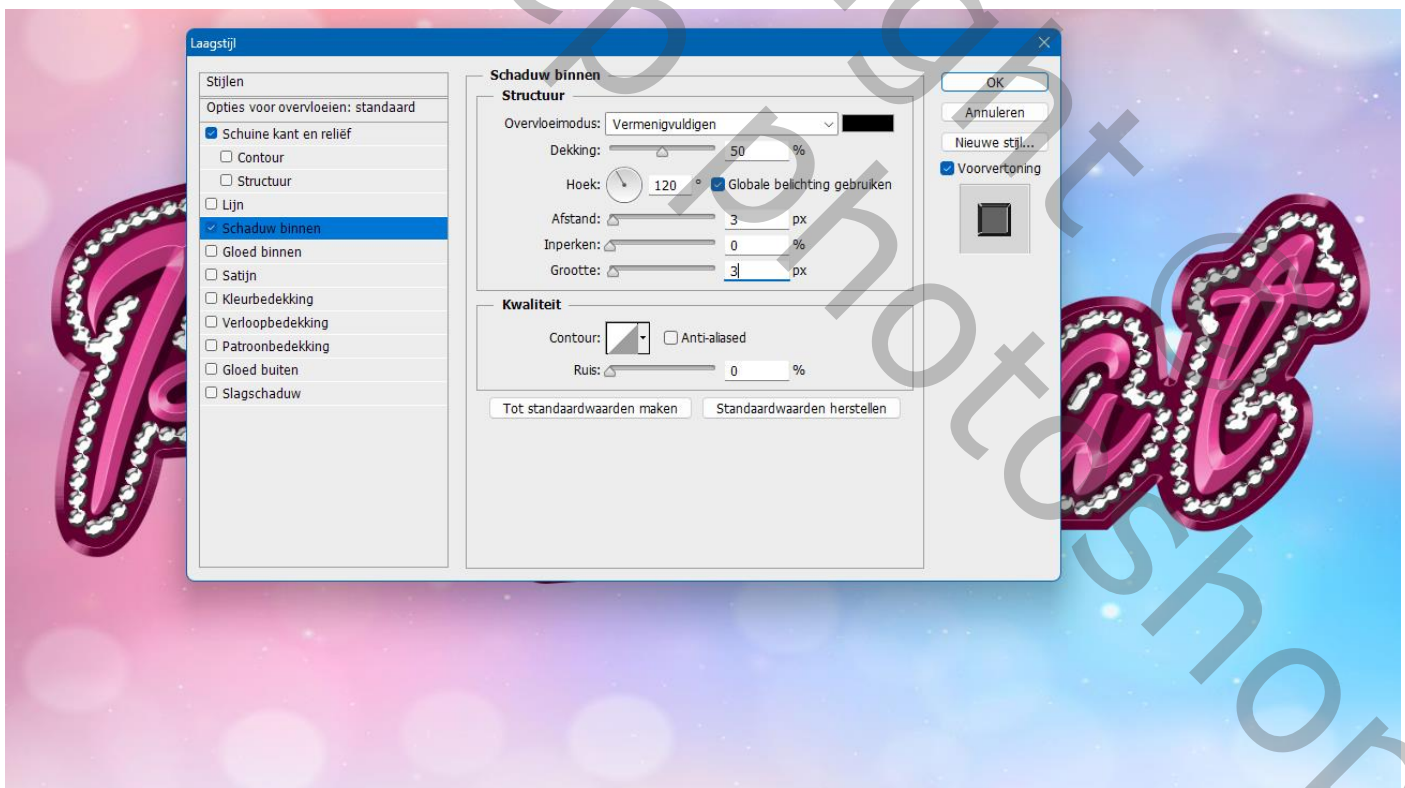 Laagstijl
Stijlen
Opties voor overvloeien: standaard
Schuine kant en reliëf
Contour
Structuur
Lijn
Schaduw binnen
Gloed binnen
Satijn
Kleurbedekking
Verloopbedekking
Patroonbedekking
Gloed buiten
Slagschaduw
Schaduw binnen
Structuur
Overvloeimodus: Vermenigvuldigen
Dekking: 50 %
Hoek: 120 ° Globale belichting gebruiken
Afstand: 3 px
Inperken: 0 %
Grootte: 3 px
Kwaliteit
Contour: Anti-aliased
Ruis: 0 %
Tot standaardwaarden maken Standaardwaarden herstellen
OK
Annuleren
Nieuwe stijl...
Voorvertoning